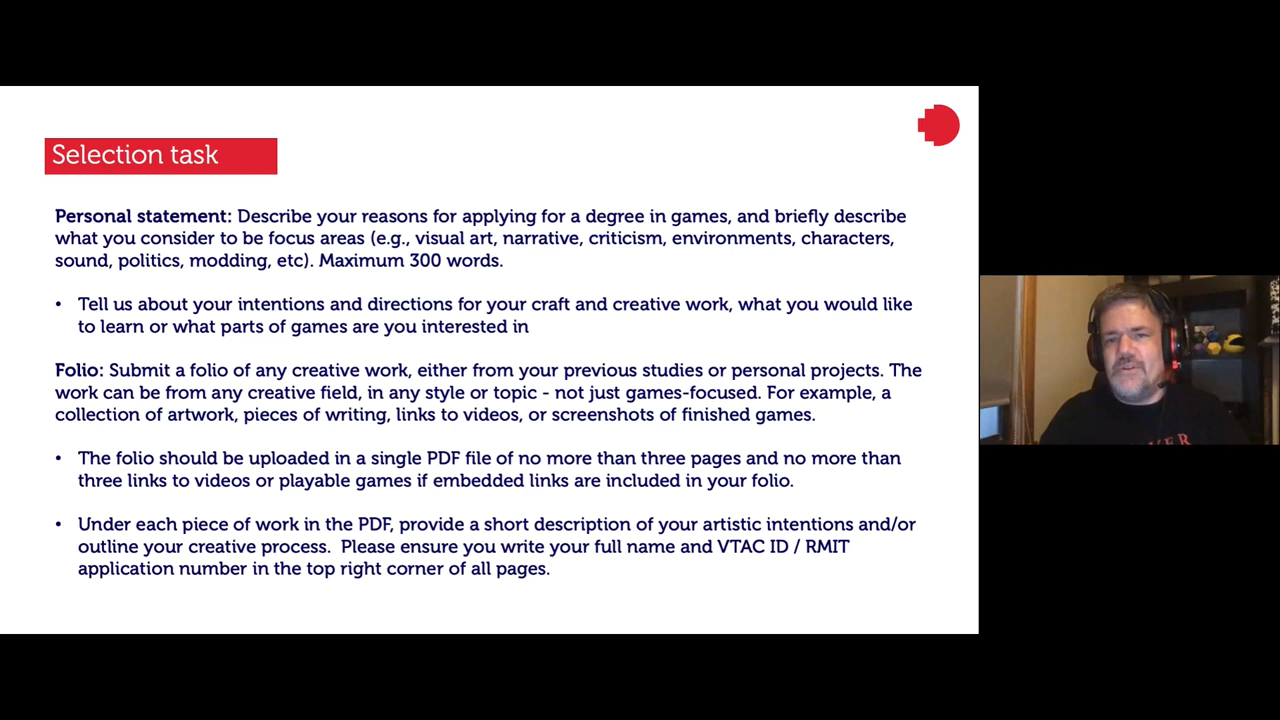 Selection task
Personal statement: Describe your reasons for applying for a degree in games, and briefly describe
what you consider to be focus areas (e.g., visual art, narrative, criticism, environments, characters,
sound, politics, modding, etc). Maximum 300 words.
• Tell us about your intentions and directions for your craft and creative work, what you would like
to learn or what parts of games are you interested in
Folio: Submit a folio of any creative work, either from your previous studies or personal projects. The
work can be from any creative field, in any style or topic - not just games-focused. For example, a
collection of artwork, pieces of writing, links to videos, or screenshots of finished games.
• The folio should be uploaded in a single PDF file of no more than three pages and no more than
three links to videos or playable games if embedded links are included in your folio.
• Under each piece of work in the PDF, provide a short description of your artistic intentions and/or
outline your creative process.  Please ensure you write your full name and VTAC ID / RMIT
application number in the top right corner of all pages.